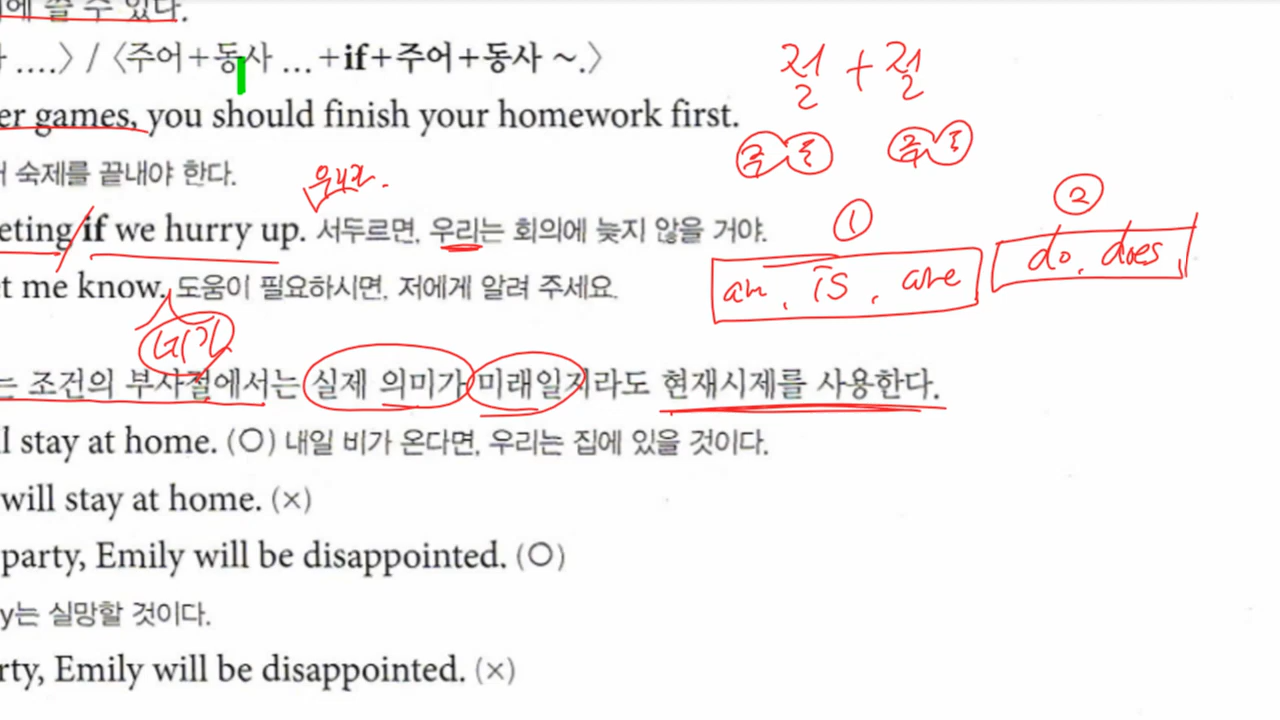 에 쓸 수 있다.
....〉 / 〈주어+동사 ... +if+주어+동사 ~.〉
절 + 절
er games, you should finish your homework first.
주 동 주 동
숙제를 끝내야 한다.
eting if we hurry up. 서두르면, 우리는 회의에 늦지 않을 거야.
① ②
am, is, are do, does,
t me know. 도움이 필요하시면, 저에게 알려 주세요.
네가
는 조건의 부사절에서는 실제 의미가 미래일지라도 현재시제를 사용한다.
ll stay at home. (○) 내일 비가 온다면, 우리는 집에 있을 것이다.
will stay at home. (×)
party, Emily will be disappointed. (○)
y는 실망할 것이다.
rty, Emily will be disappointed. (×)